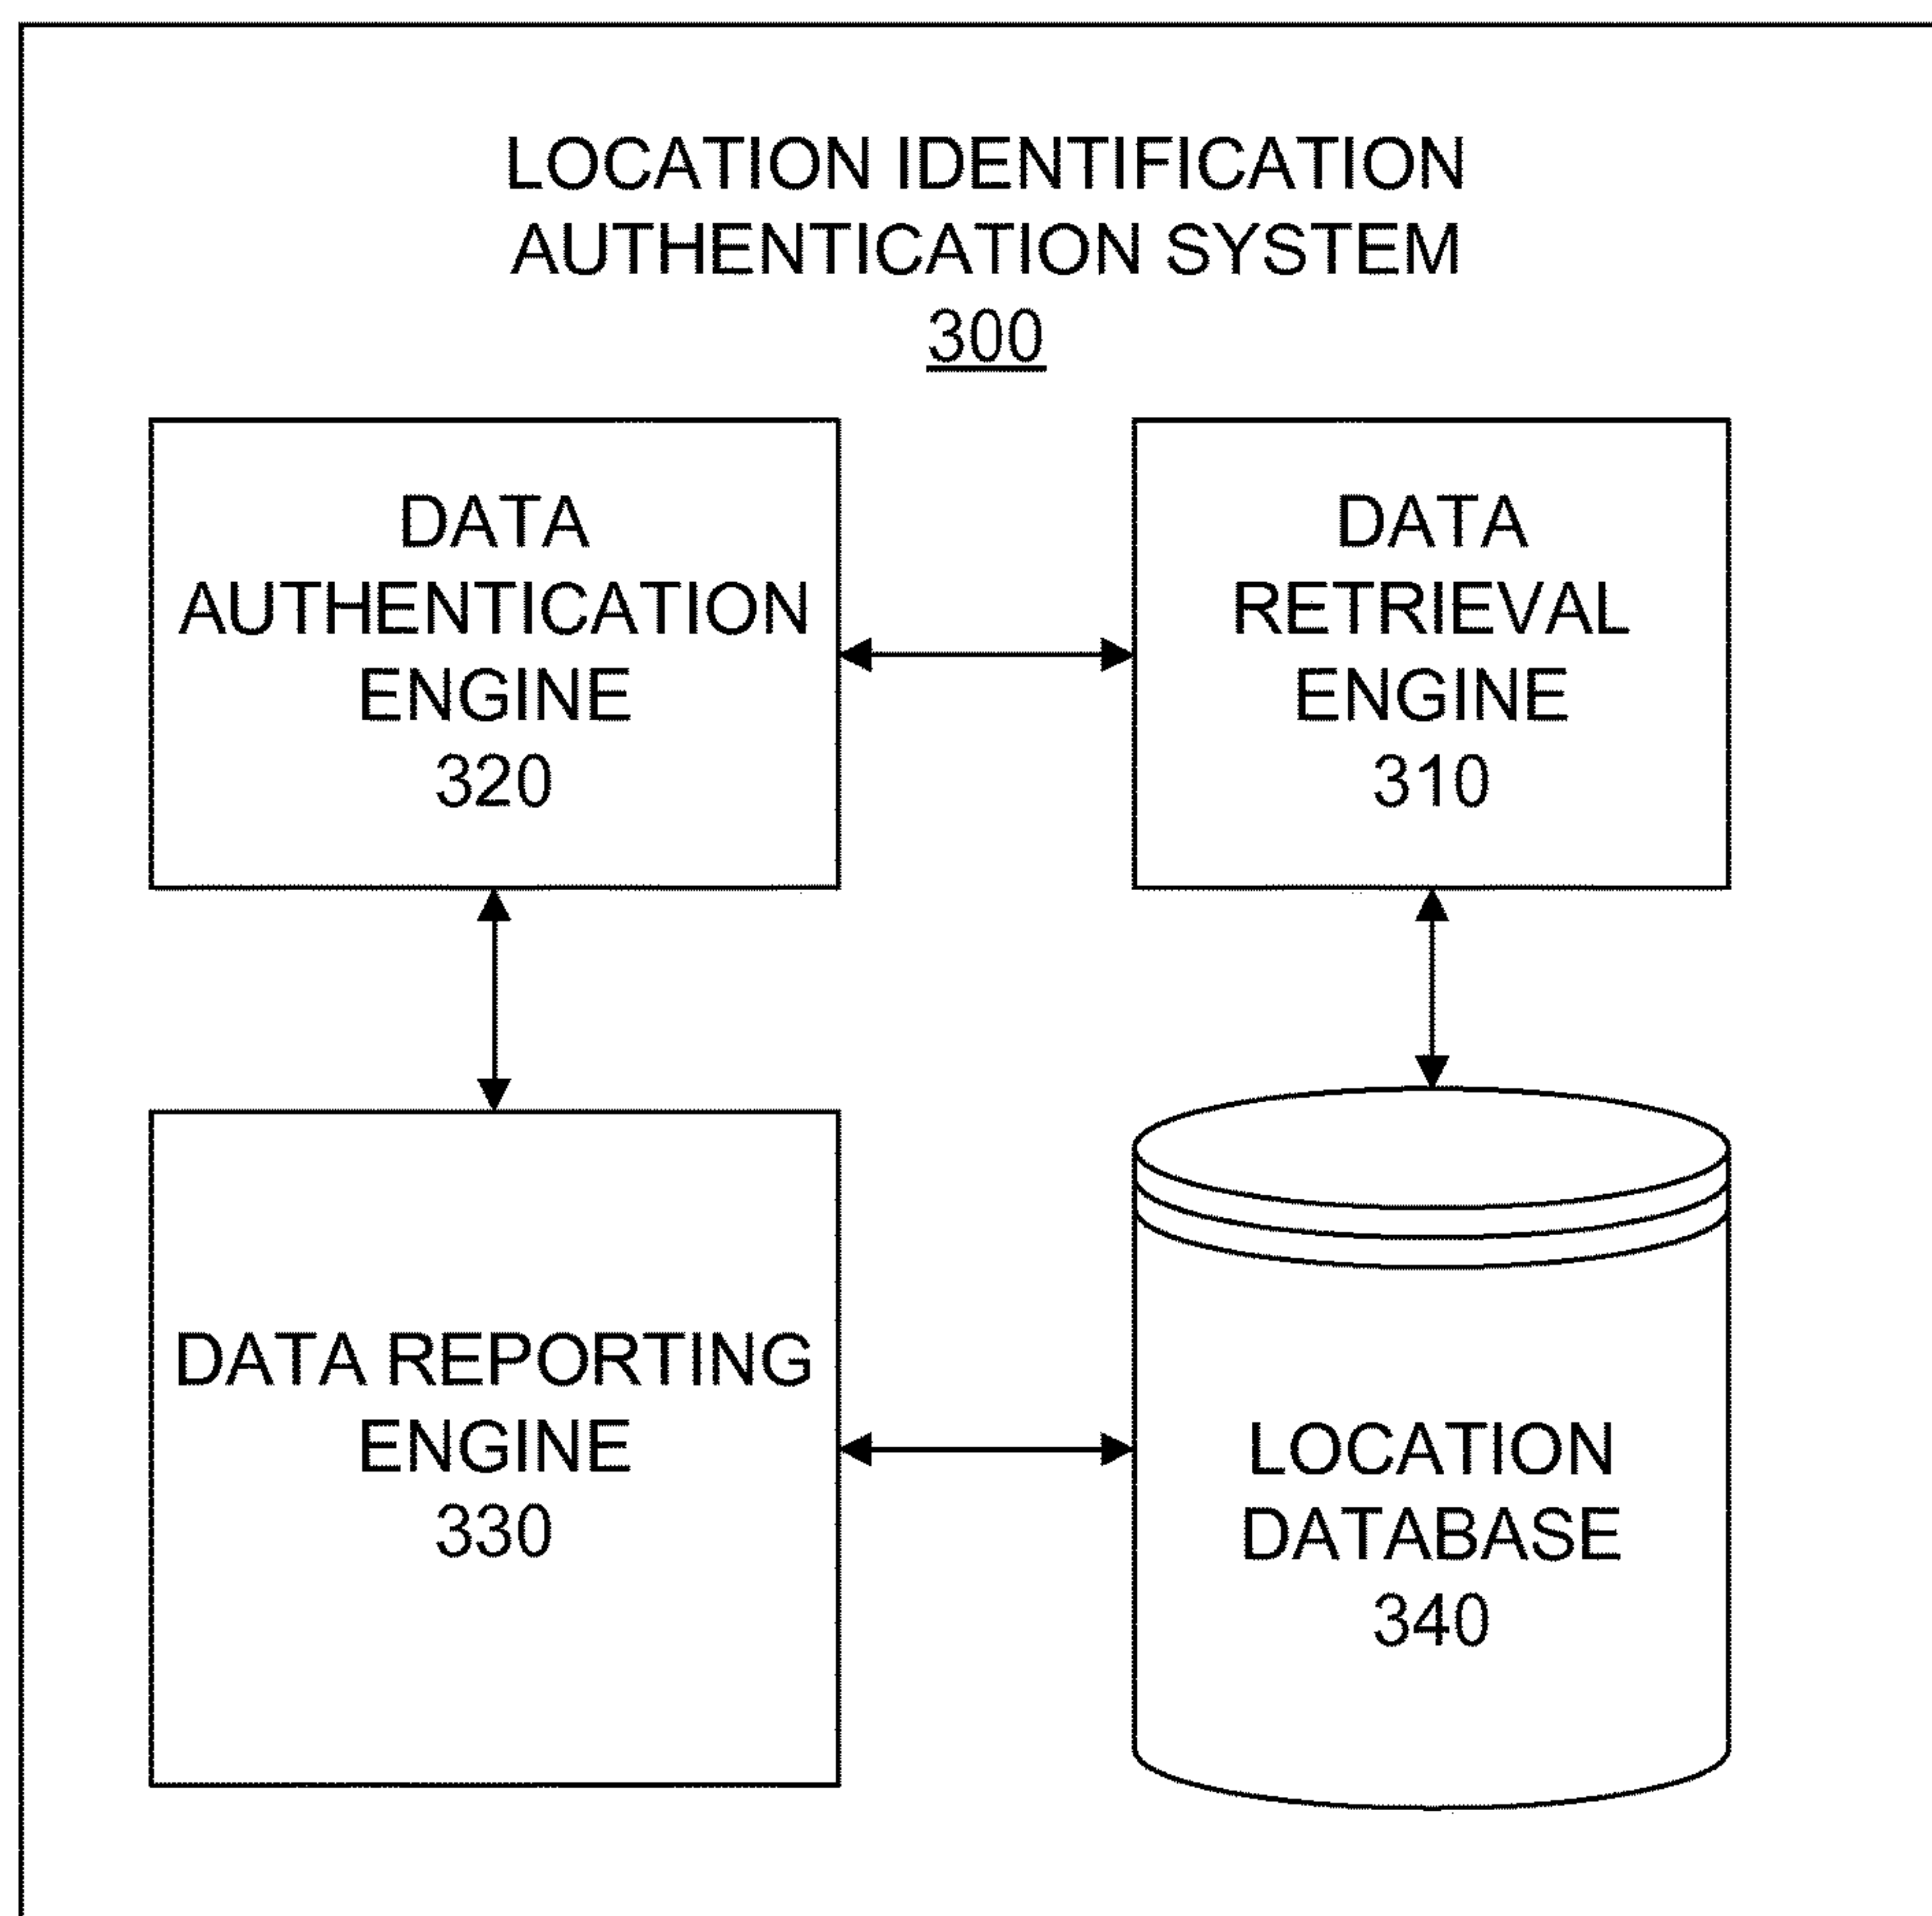 LOCATION IDENTIFICATION
AUTHENTICATION SYSTEM
300
DATA
AUTHENTICATION
ENGINE
320
DATA
RETRIEVAL
ENGINE
310
DATA REPORTING
ENGINE
330
LOCATION
DATABASE
340